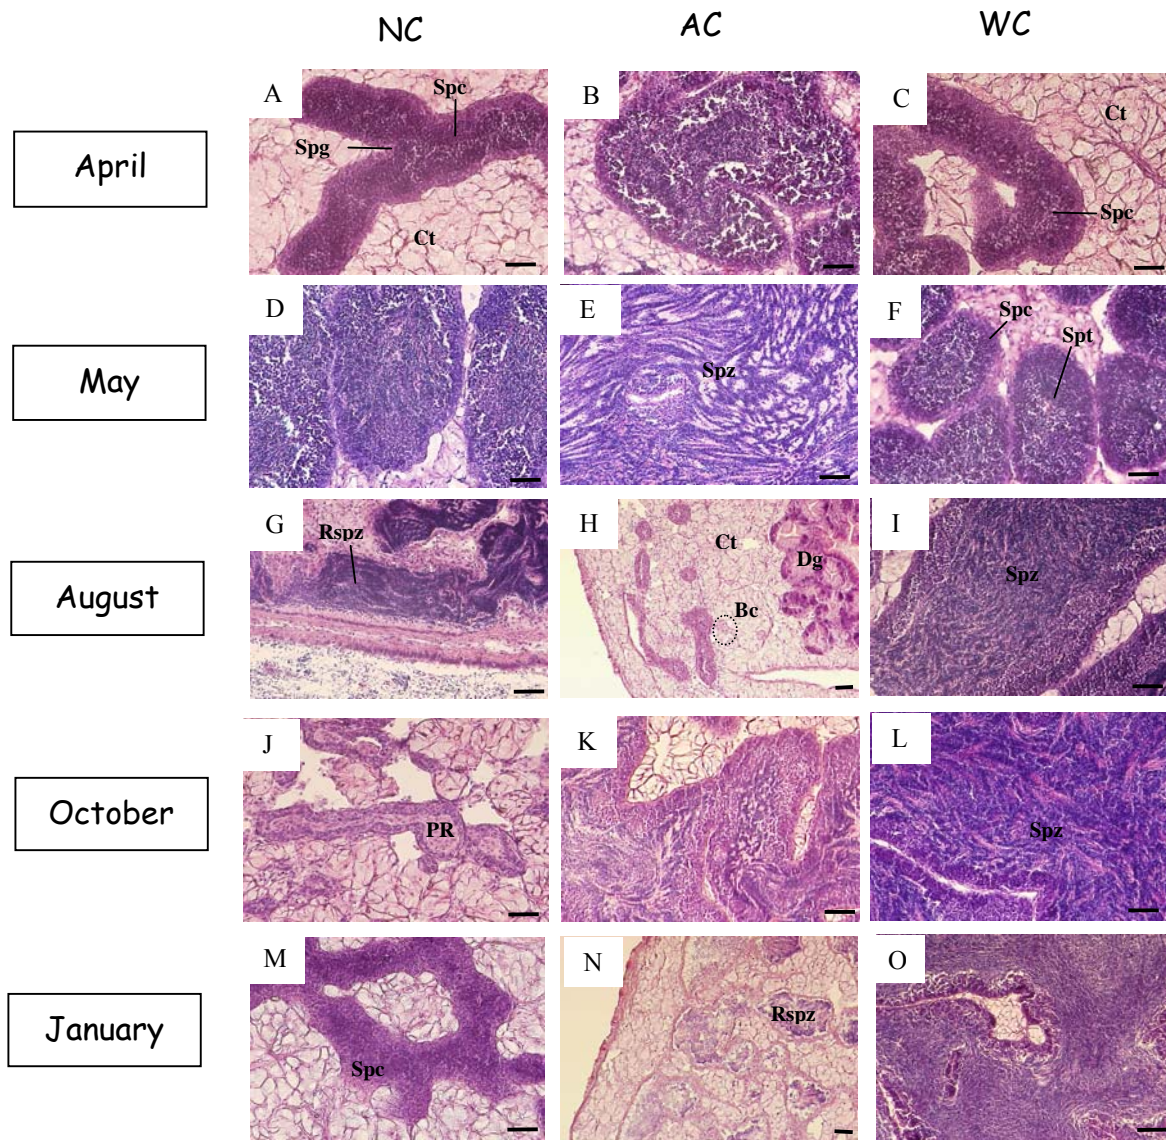 NC AC WC
April
A Spc Spg Ct
B
C Ct Spc
May
D
E Spz
F Spc Spt
August
G Rspz
H Ct Dg Bc
I Spz
October
J PR
K
L Spz
January
M Spc
N Rspz
O